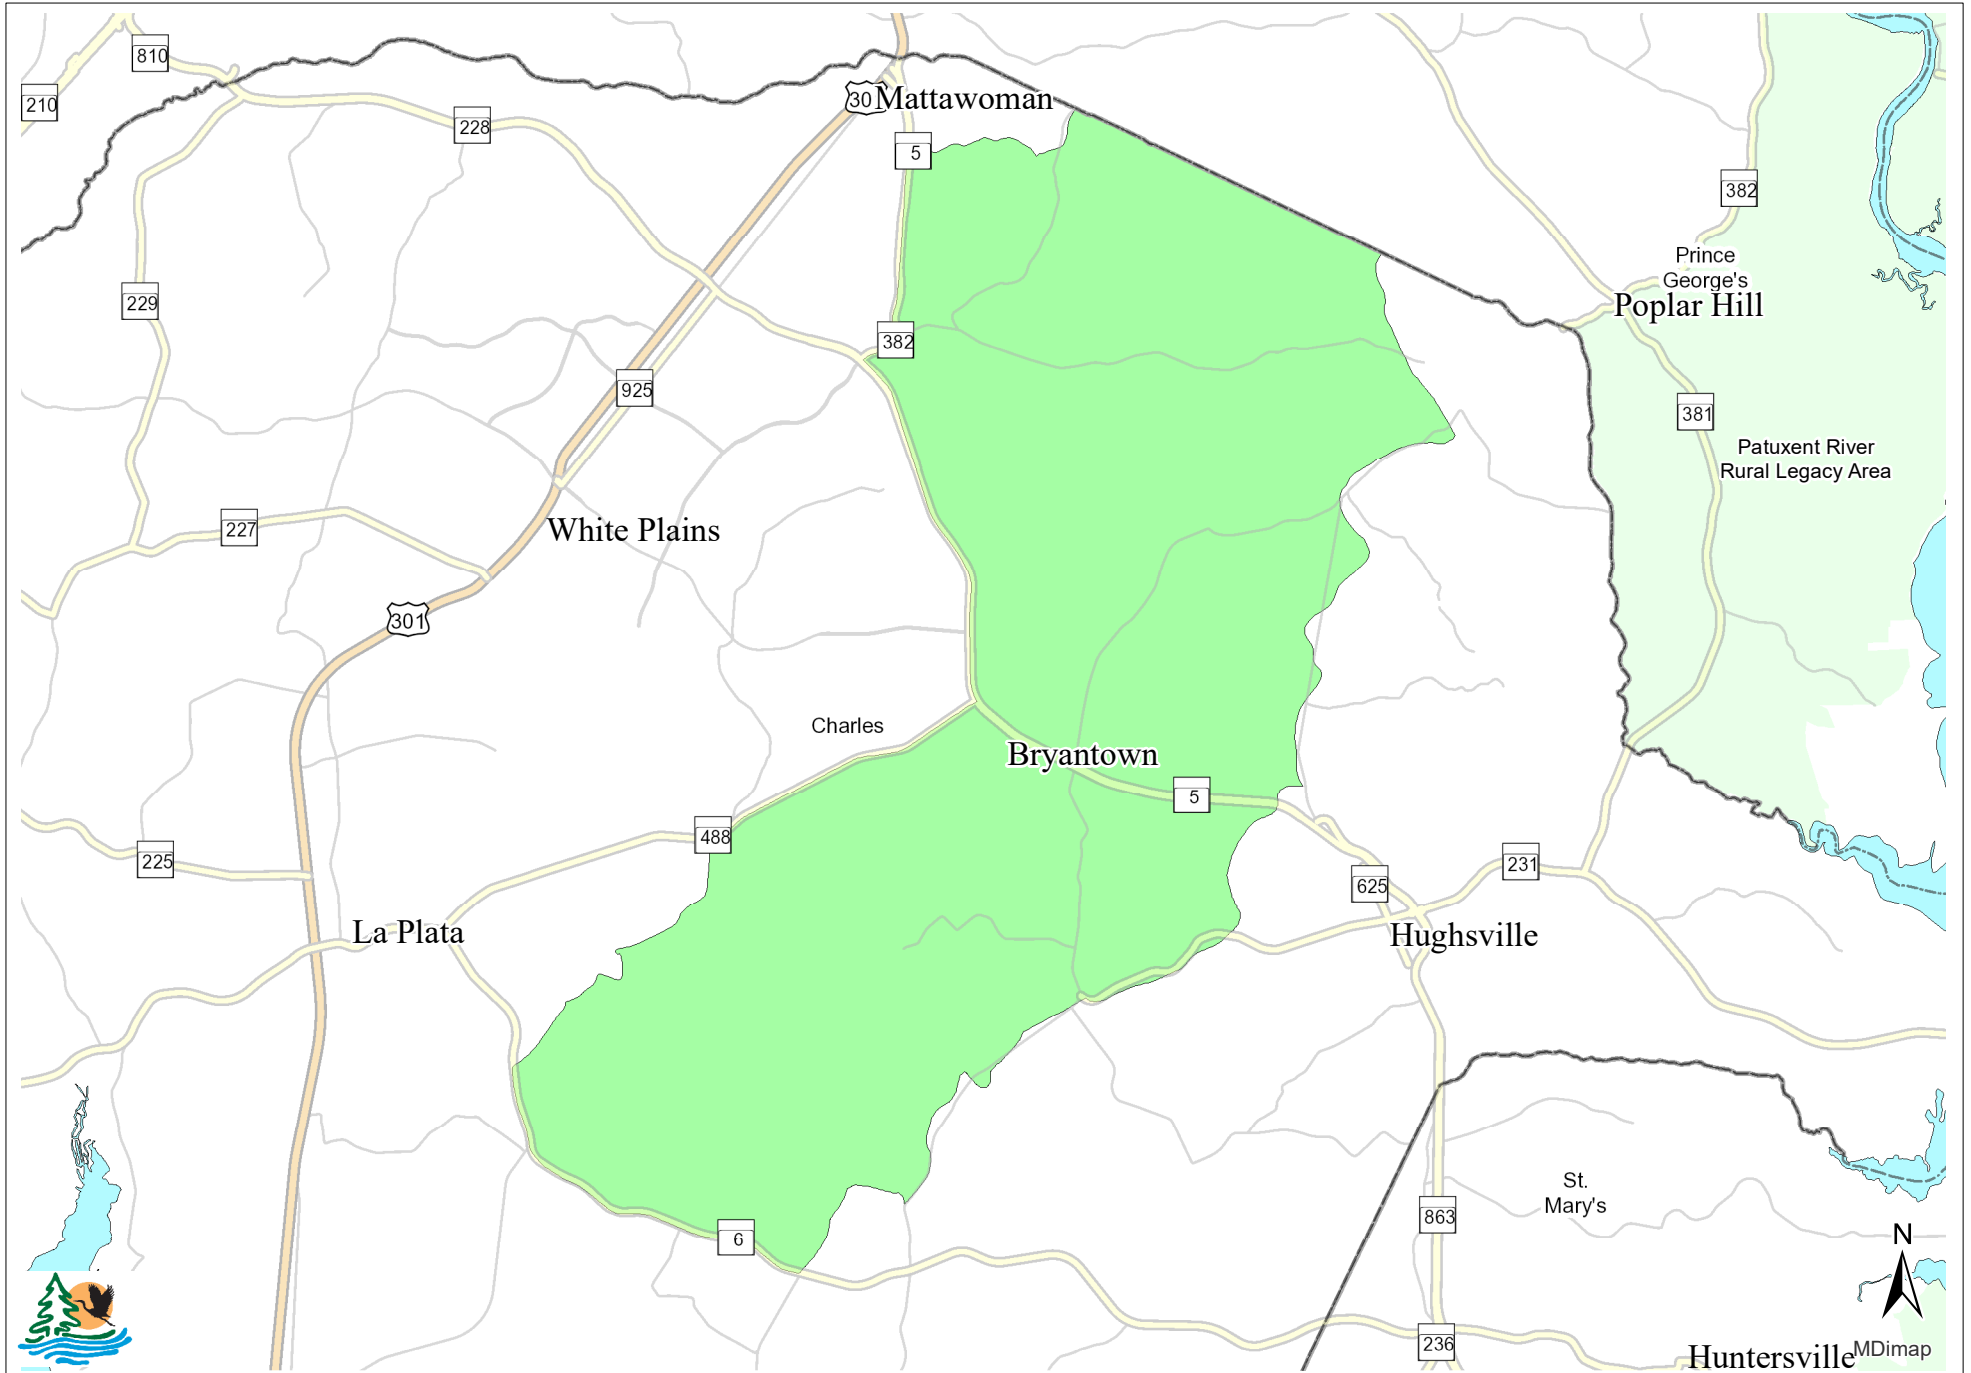 810
210
30
Mattawoman
228
5
382
Prince
George's
Poplar Hill
229
382
925
381
Patuxent River
Rural Legacy Area
227
White Plains
301
Charles
Bryantown
5
488
225
231
625
La Plata
Hughsville
St.
Mary's
863
6
N
236
Huntersville
MDimap